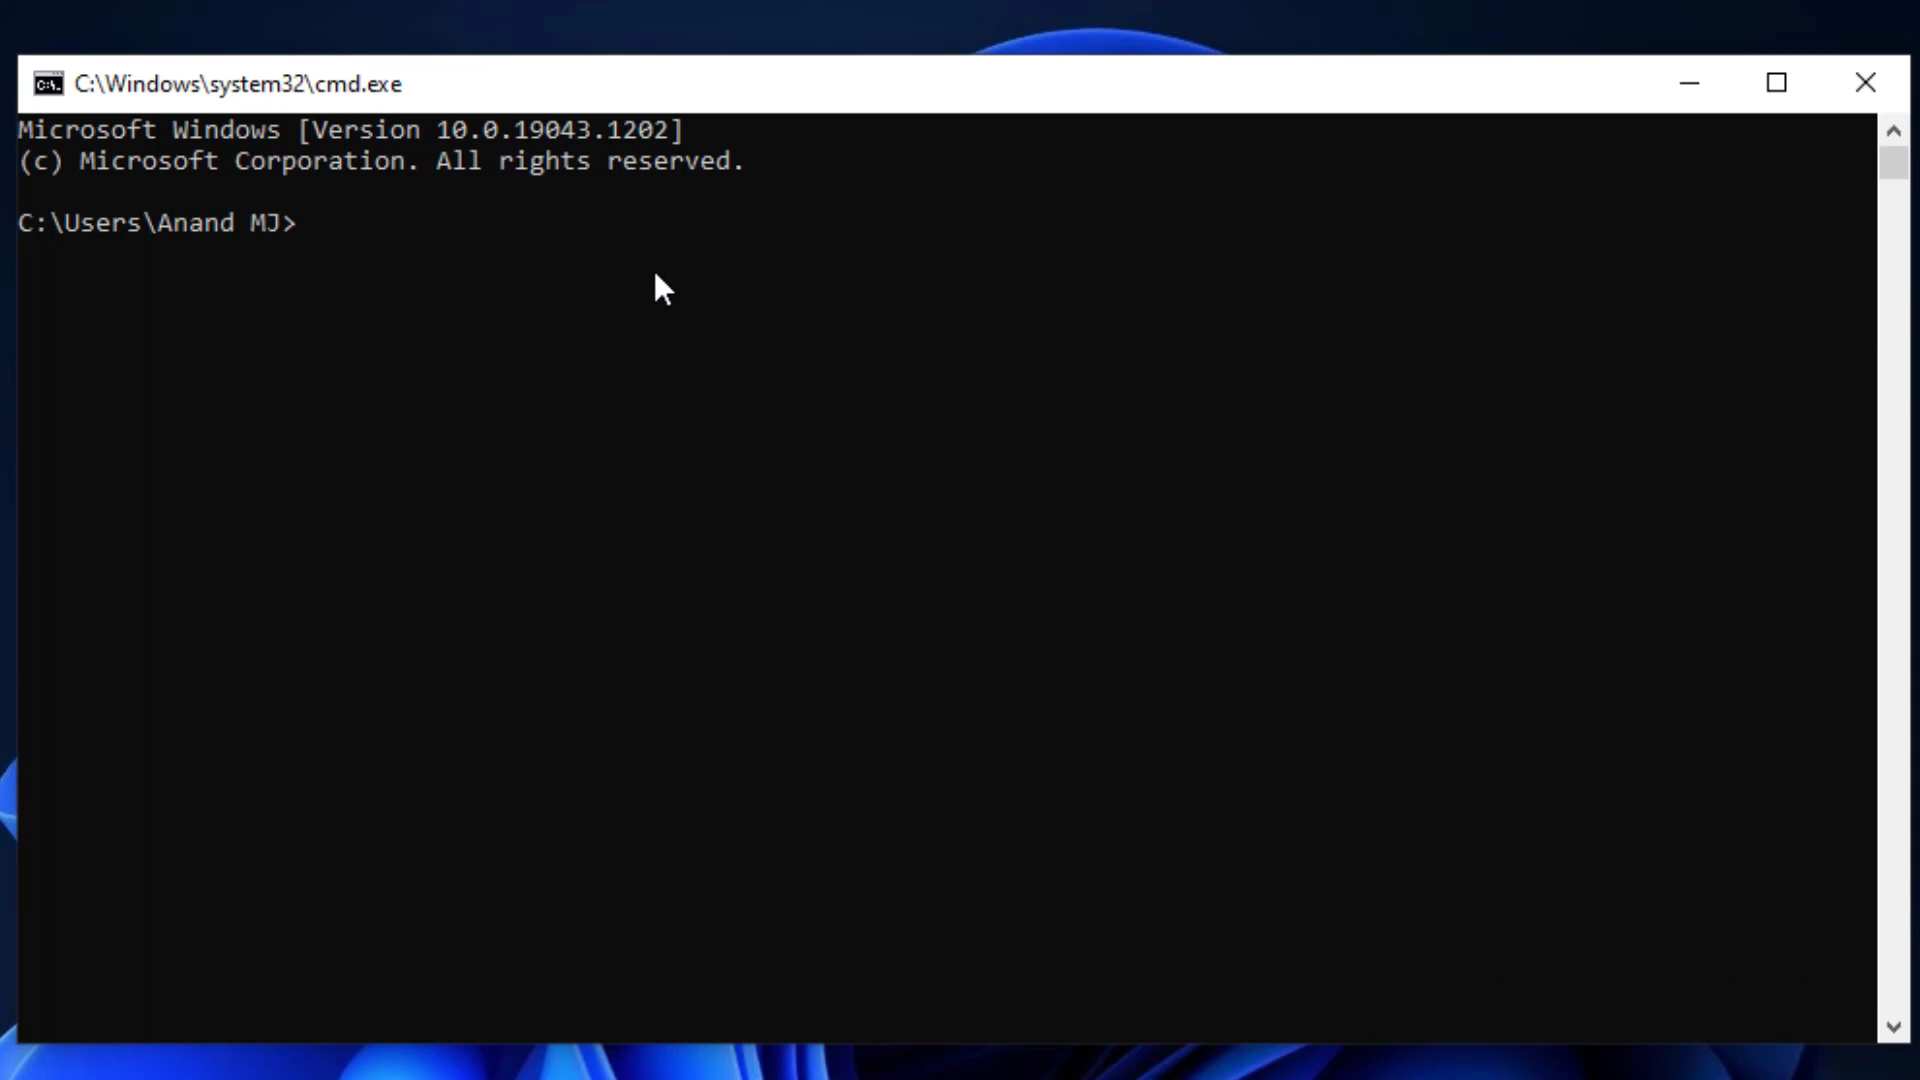 C:\Windows\system32\cmd.exe
Microsoft Windows [Version 10.0.19043.1202]
(c) Microsoft Corporation. All rights reserved.
C:\Users\Anand MJ>